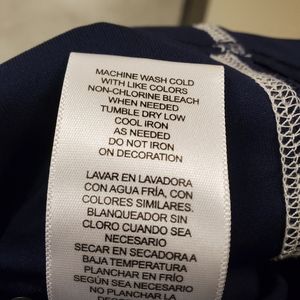 MACHINE WASH COLD
WITH LIKE COLORS
NON-CHLORINE BLEACH
WHEN NEEDED
TUMBLE DRY LOW
COOL IRON
AS NEEDED
DO NOT IRON
ON DECORATION
LAVAR EN LAVADORA
CON AGUA FRÍA, CON
COLORES SIMILARES.
BLANQUEADOR SIN
CLORO CUANDO SEA
NECESARIO
SECAR EN SECADORA A
BAJA TEMPERATURA
PLANCHAR EN FRÍO
SEGÚN SEA NECESARIO
NO PLANCHAR LA